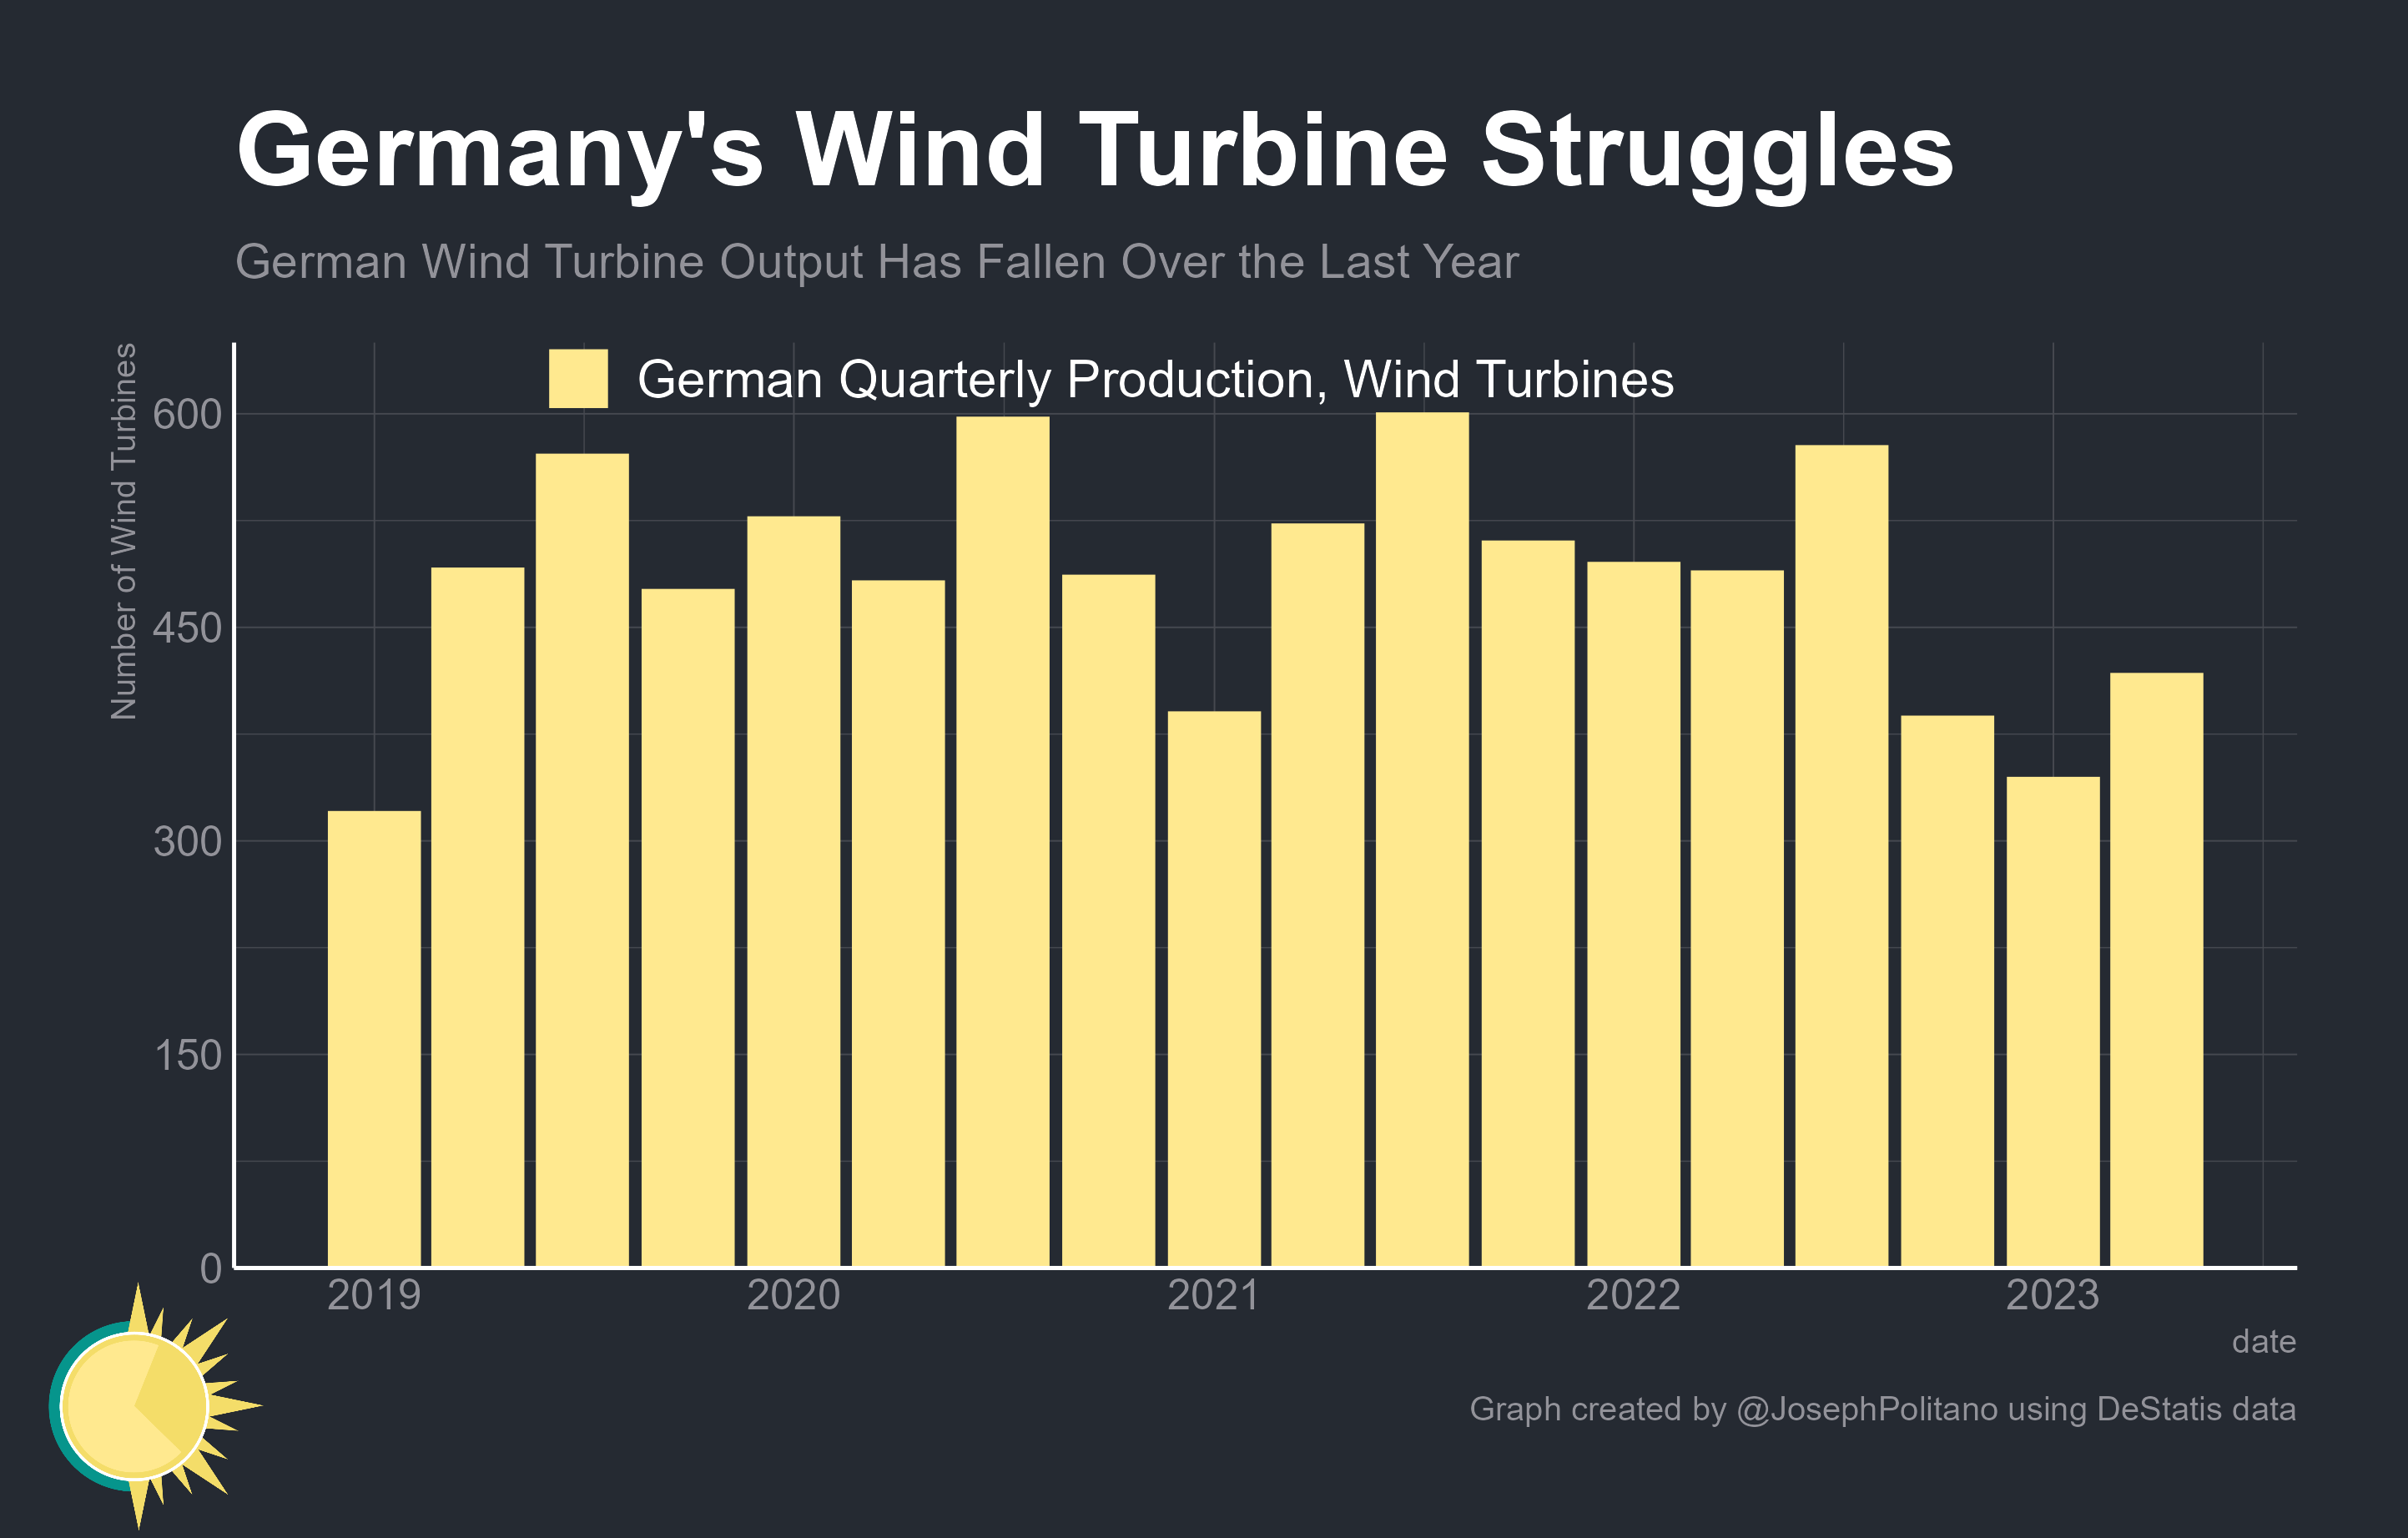 Germany's Wind Turbine Struggles
German Wind Turbine Output Has Fallen Over the Last Year
Number of Wind Turbines
German Quarterly Production, Wind Turbines
600
450
300
150
0
2019 2020 2021 2022 2023
date
Graph created by @JosephPolitano using DeStatis data